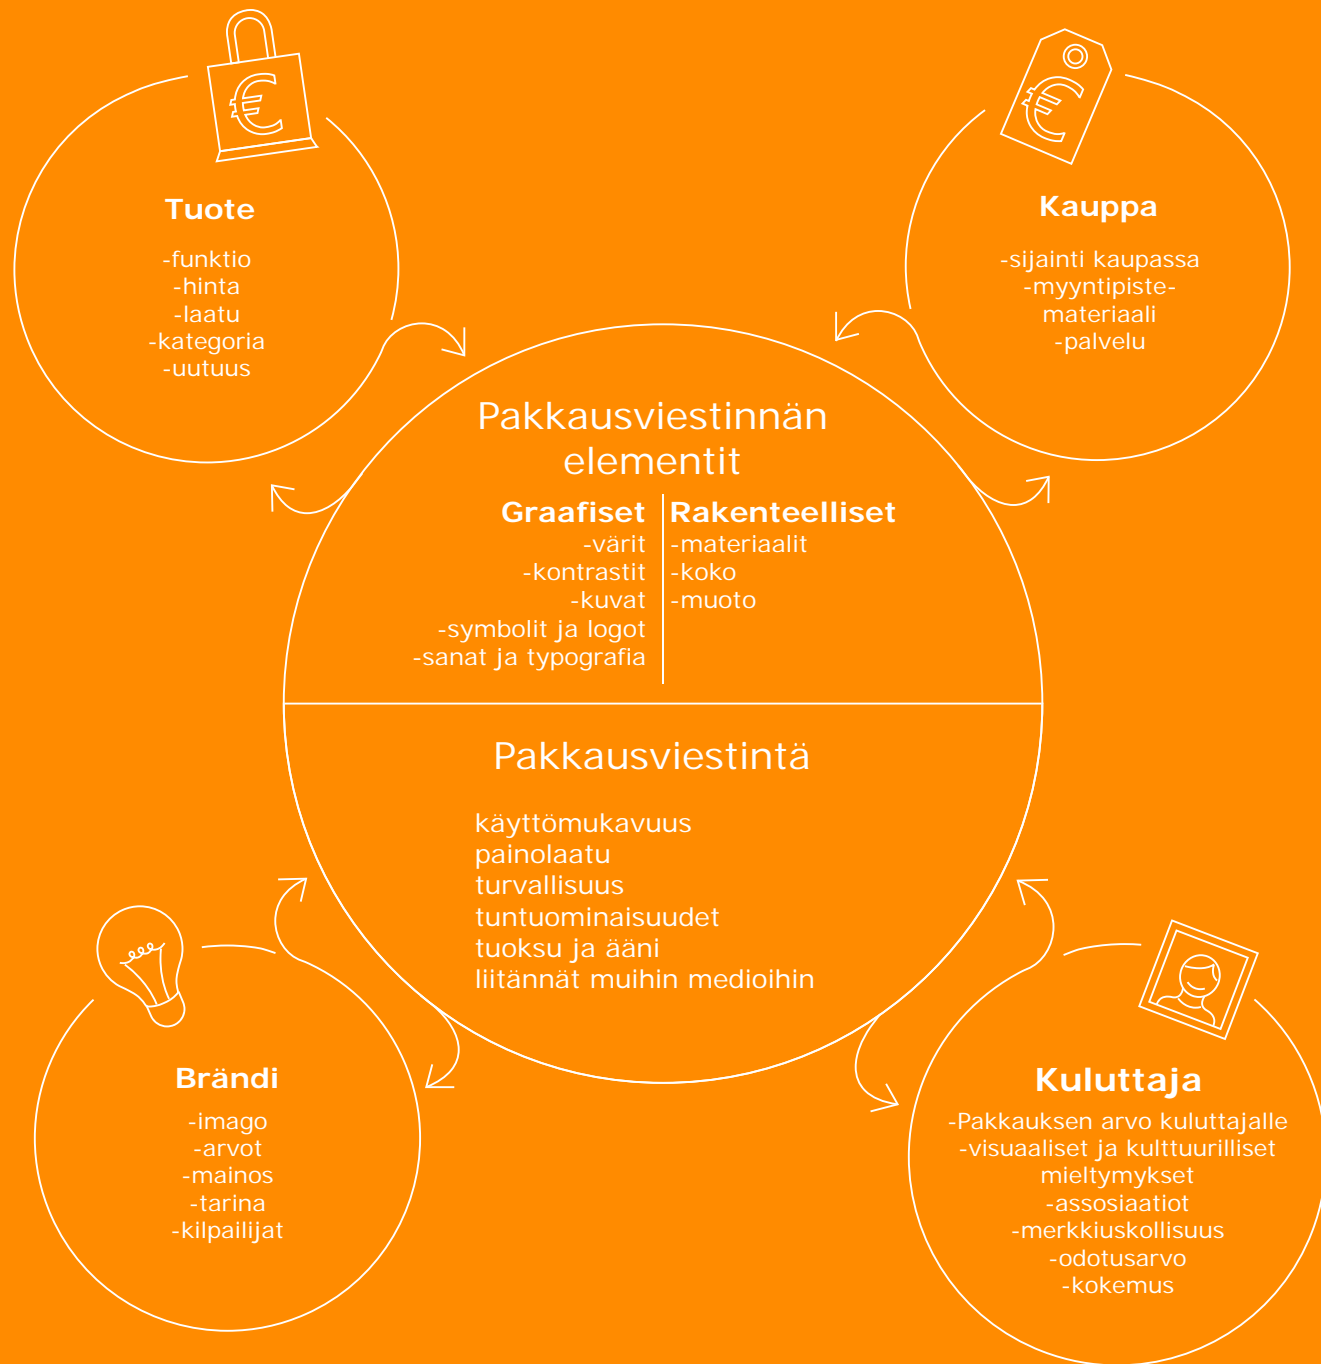 €
Tuote
-funktio
-hinta
-laatu
-kategoria
-uutuus
€
Kauppa
-sijainti kaupassa
-myyntipiste-
materiaali
-palvelu
Pakkausviestinnän
elementit
Graafiset
-värit
-kontrastit
-kuvat
-symbolit ja logot
-sanat ja typografia
Rakenteelliset
-materiaalit
-koko
-muoto
Pakkausviestintä
käyttömukavuus
painolaatu
turvallisuus
tuntuominaisuudet
tuoksu ja ääni
liitännät muihin medioihin
Brändi
-imago
-arvot
-mainos
-tarina
-kilpailijat
Kuluttaja
-Pakkauksen arvo kuluttajalle
-visuaaliset ja kulttuurilliset
mieltymykset
-assosiaatiot
-merkkiuskollisuus
-odotusarvo
-kokemus